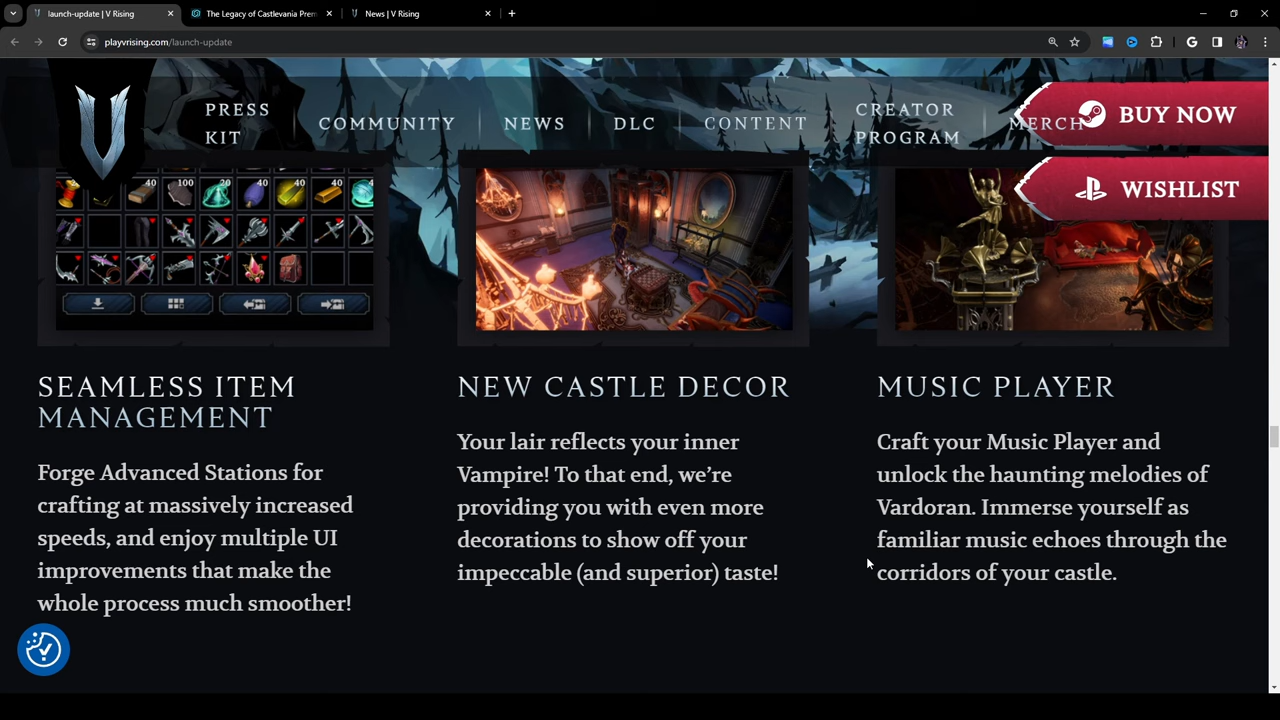 launch-update | V Rising
The Legacy of Castlevania Prem
News | V Rising
playvrising.com/launch-update
PRESS
KIT
COMMUNITY
NEWS
DLC
CONTENT
CREATOR
PROGRAM
MERCH
BUY NOW
WISHLIST
40 100 20 40 40 40 4
SEAMLESS ITEM
MANAGEMENT
Forge Advanced Stations for
crafting at massively increased
speeds, and enjoy multiple UI
improvements that make the
whole process much smoother!
NEW CASTLE DECOR
Your lair reflects your inner
Vampire! To that end, we’re
providing you with even more
decorations to show off your
impeccable (and superior) taste!
MUSIC PLAYER
Craft your Music Player and
unlock the haunting melodies of
Vardoran. Immerse yourself as
familiar music echoes through the
corridors of your castle.